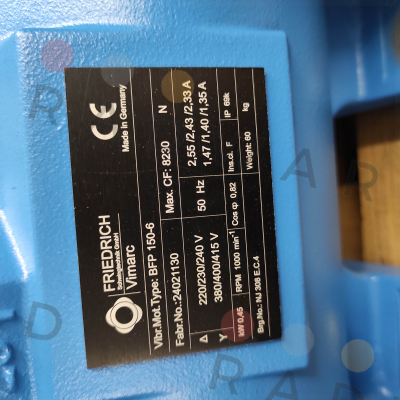 FRIEDRICH
Schwingtechnik GmbH
Vimarc
CE
Made in Germany
Vibr.Mot.Type: BFP 150-6
Fabr.No.:24021130 Max. CF: 8230 N
Δ 220/230/240 V 50 Hz 2,55 /2,43 /2,33 A
Y 380/400/415 V 1,47 /1,40 /1,35 A
kW 0,45 RPM 1000 min-1 Cos φ 0,82 Ins.cl. F IP 69k
Brg.No.: NJ 308 E.C.4 Weight: 60 kg